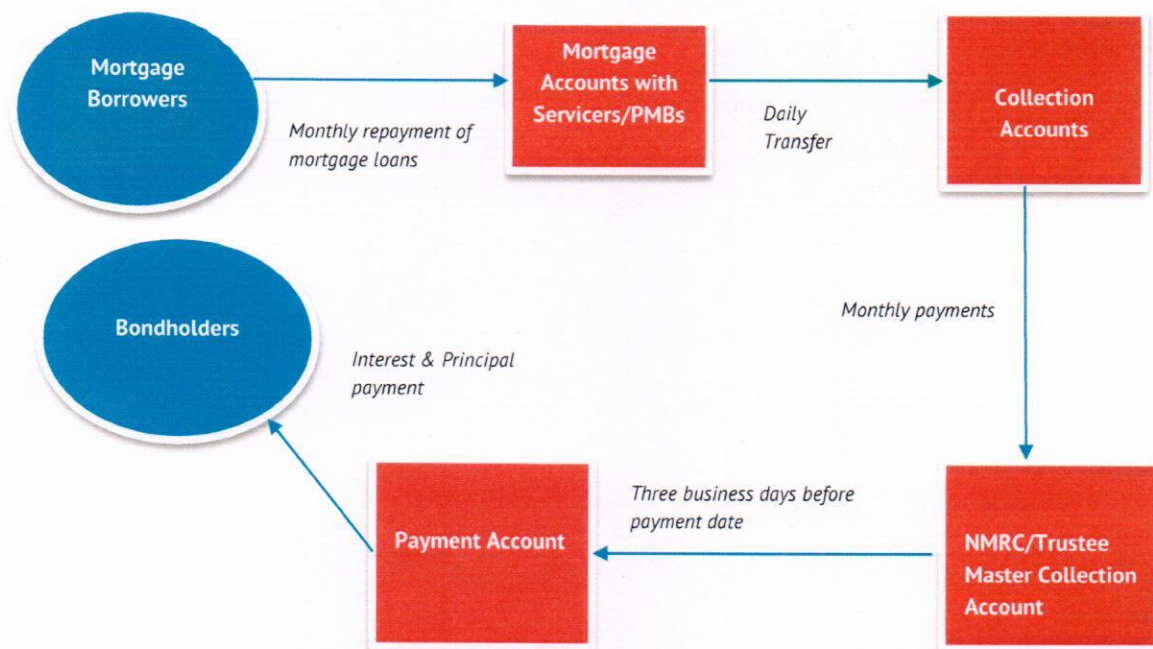 Mortgage
Borrowers
Monthly repayment of
mortgage loans
Mortgage
Accounts with
Servicers/PMBs
Daily
Transfer
Collection
Accounts
Monthly payments
Bondholders
Interest & Principal
payment
Payment Account
Three business days before
payment date
NMRC/Trustee
Master Collection
Account